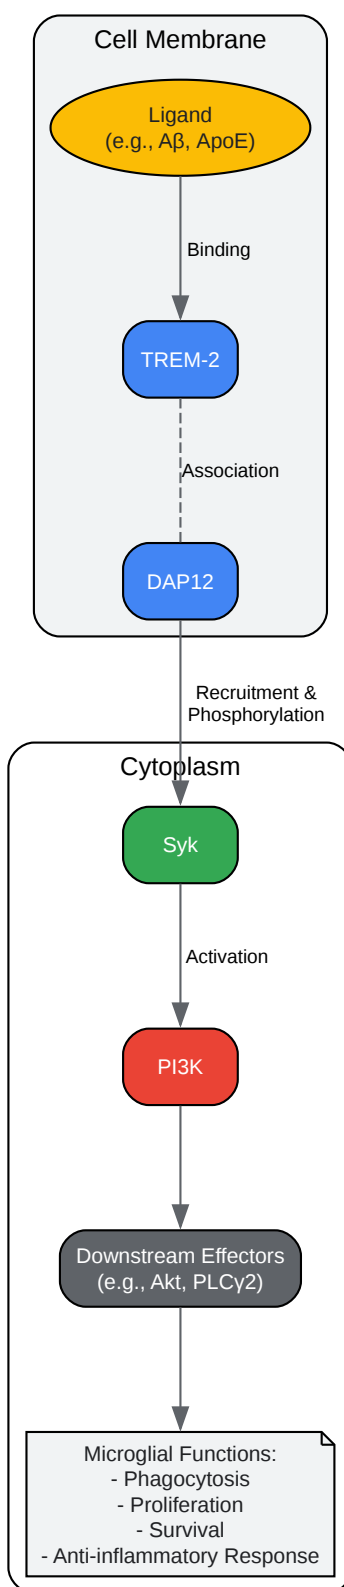 Cell Membrane
Ligand
(e.g., Aβ, ApoE)
Binding
TREM-2
Association
DAP12
Recruitment &
Phosphorylation
Cytoplasm
Syk
Activation
PI3K
Downstream Effectors
(e.g., Akt, PLCγ2)
Microglial Functions:
- Phagocytosis
- Proliferation
- Survival
- Anti-inflammatory Response